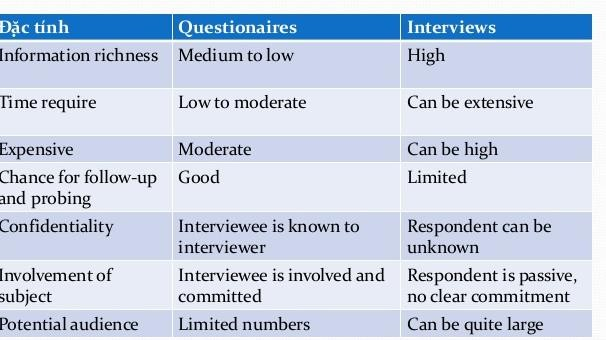 Đặc tính Questionaires Interviews
Information richness Medium to low High
Time require Low to moderate Can be extensive
Expensive Moderate Can be high
Chance for follow-up Good Limited
and probing
Confidentiality Interviewee is known to Respondent can be
interviewer unknown
Involvement of Interviewee is involved and Respondent is passive,
subject committed no clear commitment
Potential audience Limited numbers Can be quite large